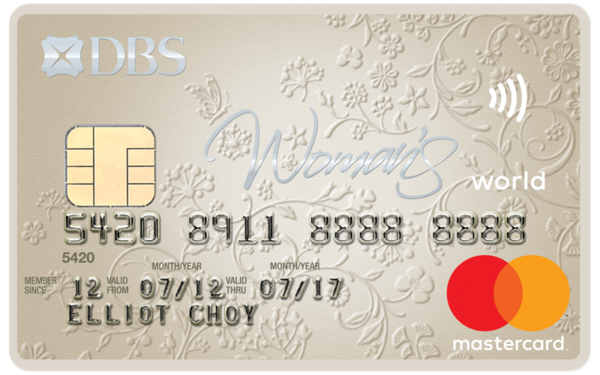 DBS
Woman's
world
5420 8911 8888 8888
5420
MONTH/YEAR MONTH/YEAR
MEMBER SINCE 12 VALID FROM 07/12 VALID THRU 07/17
ELLIOT CHOY
mastercard.